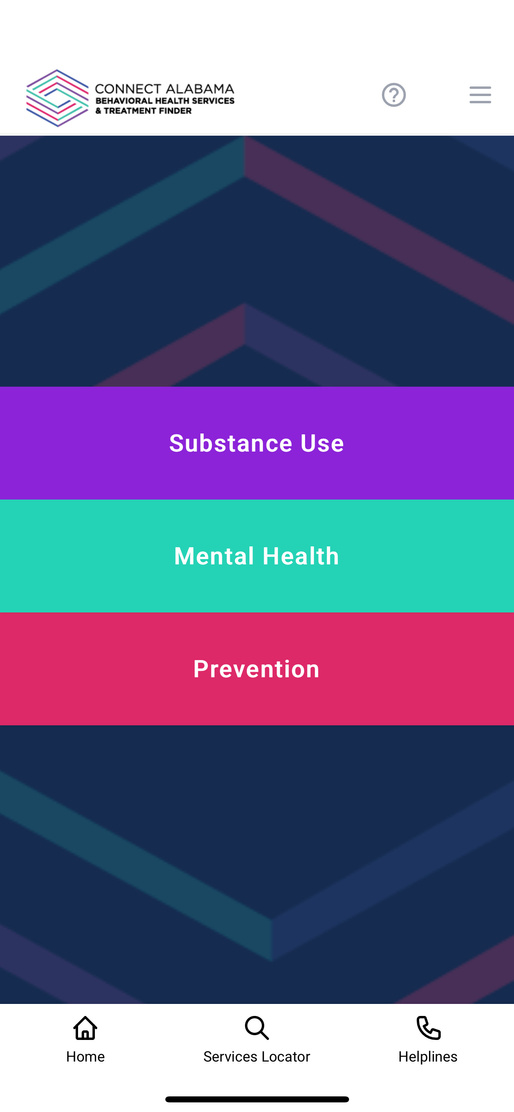 CONNECT ALABAMA
BEHAVIORAL HEALTH SERVICES
& TREATMENT FINDER
Substance Use
Mental Health
Prevention
Home
Services Locator
Helplines